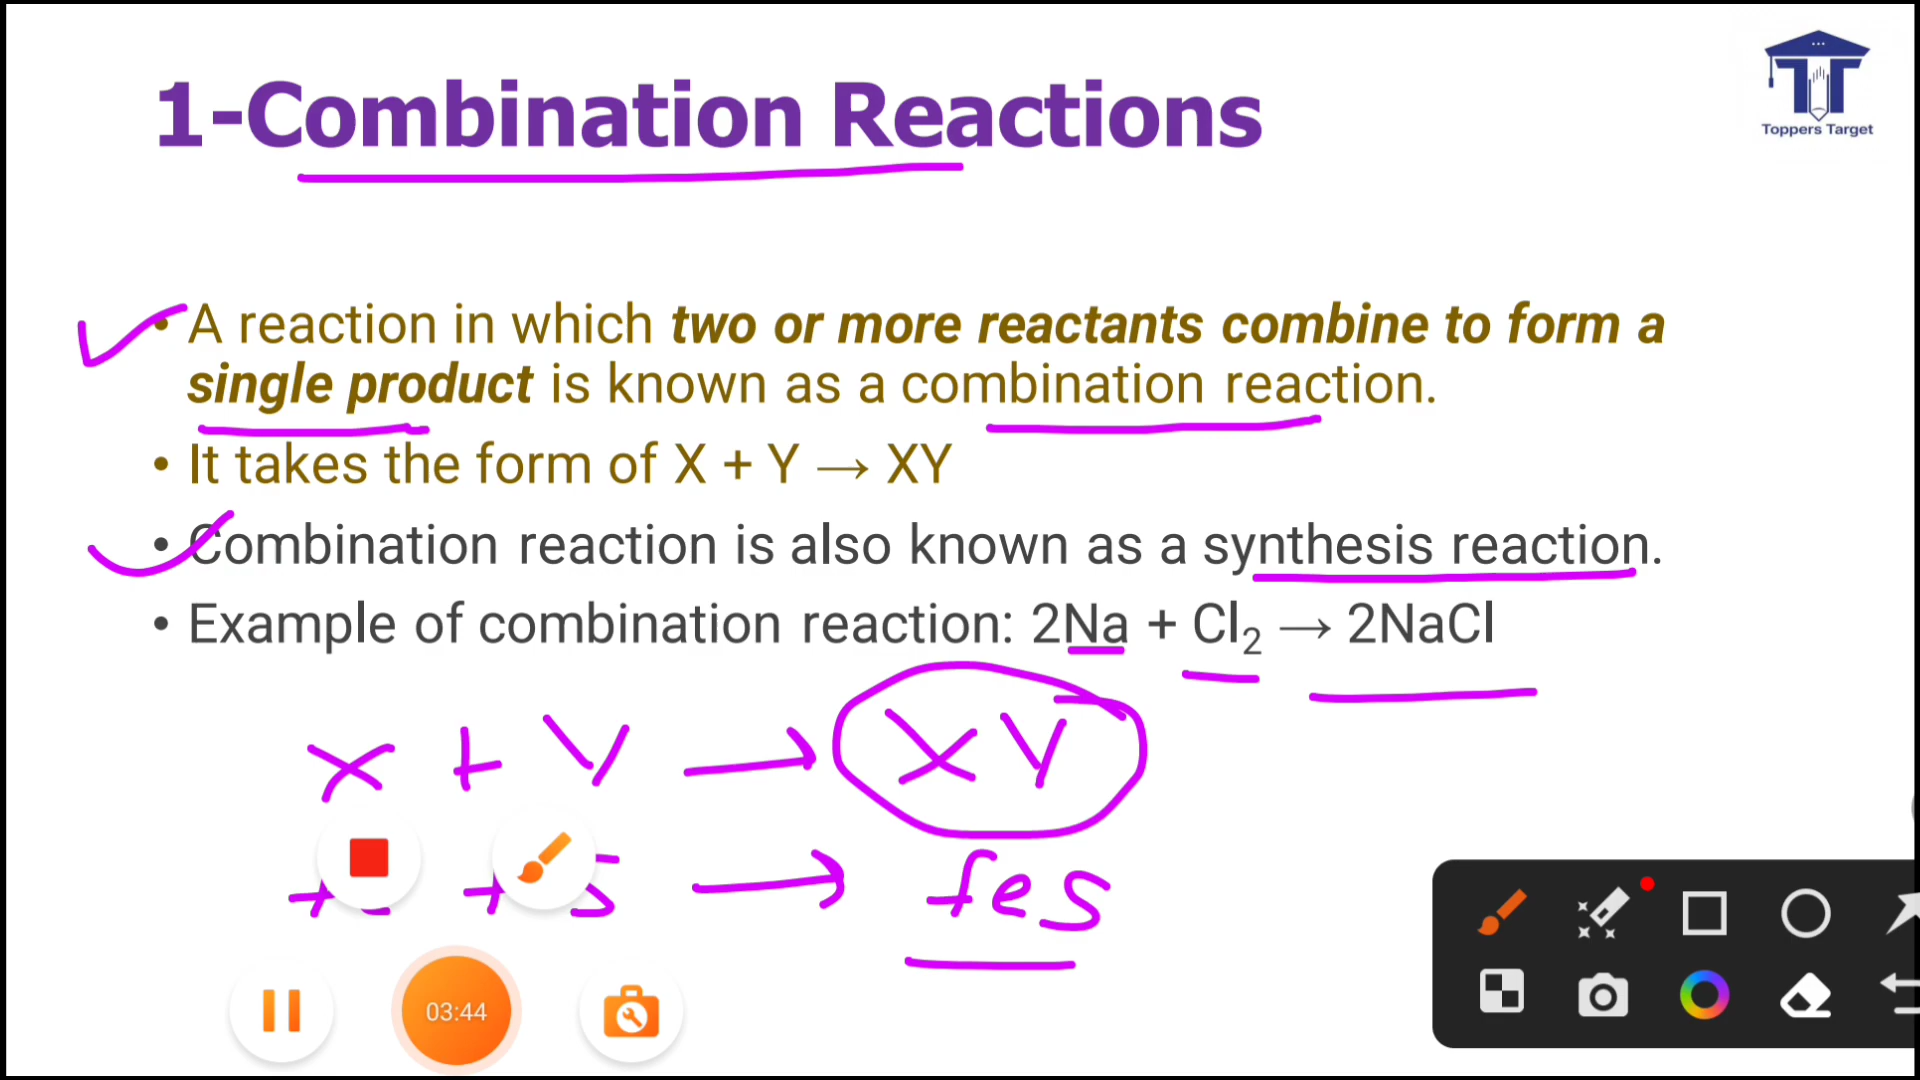 Toppers Target
1-Combination Reactions
• A reaction in which two or more reactants combine to form a
single product is known as a combination reaction.
• It takes the form of X + Y → XY
• Combination reaction is also known as a synthesis reaction.
• Example of combination reaction: 2Na + Cl₂ → 2NaCl
X + Y → XY
→ fes
03:44